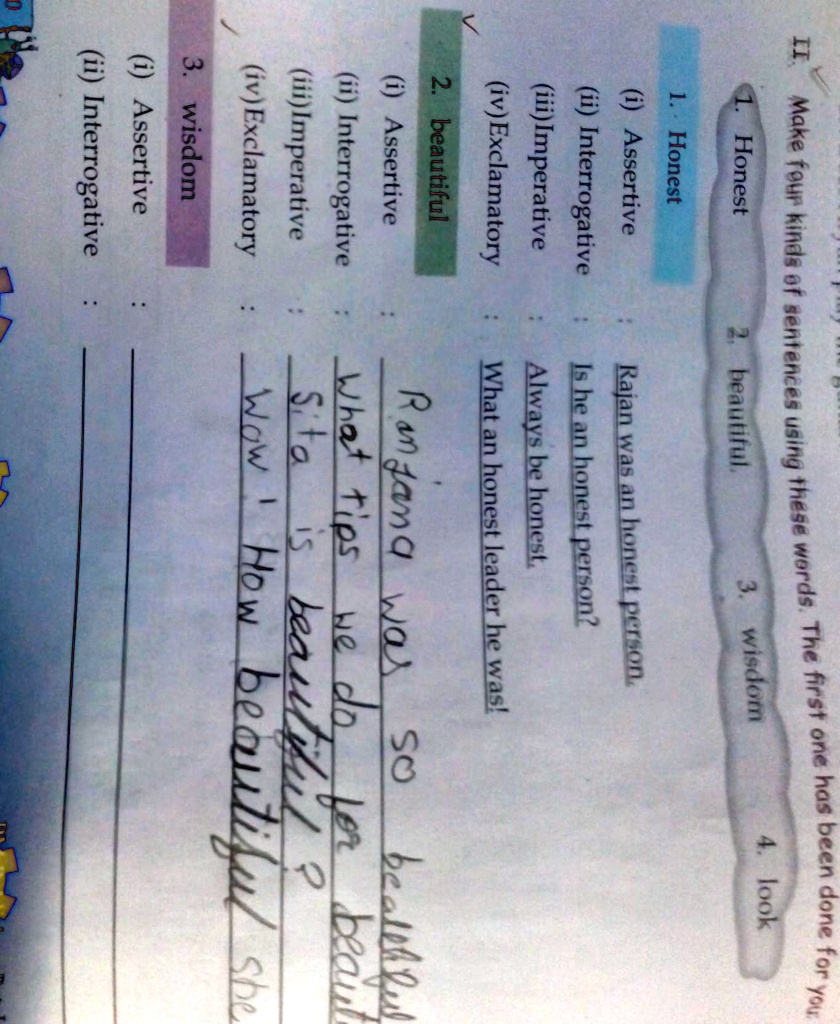 II. Make four kinds of sentences using these words. The first one has been done for you
1. Honest 2. beautiful 3. wisdom 4. look
1. Honest
(i) Assertive : Rajan was an honest person.
(ii) Interrogative : Is he an honest person?
(iii)Imperative : Always be honest.
(iv)Exclamatory : What an honest leader he was!
2. beautiful
(i) Assertive : Ranjana was so
(ii) Interrogative : What tips we do for beaut
(iii)Imperative : Sita is beautiful?
(iv)Exclamatory : Wow! How beautiful she
3. wisdom
(i) Assertive :
(ii) Interrogative :